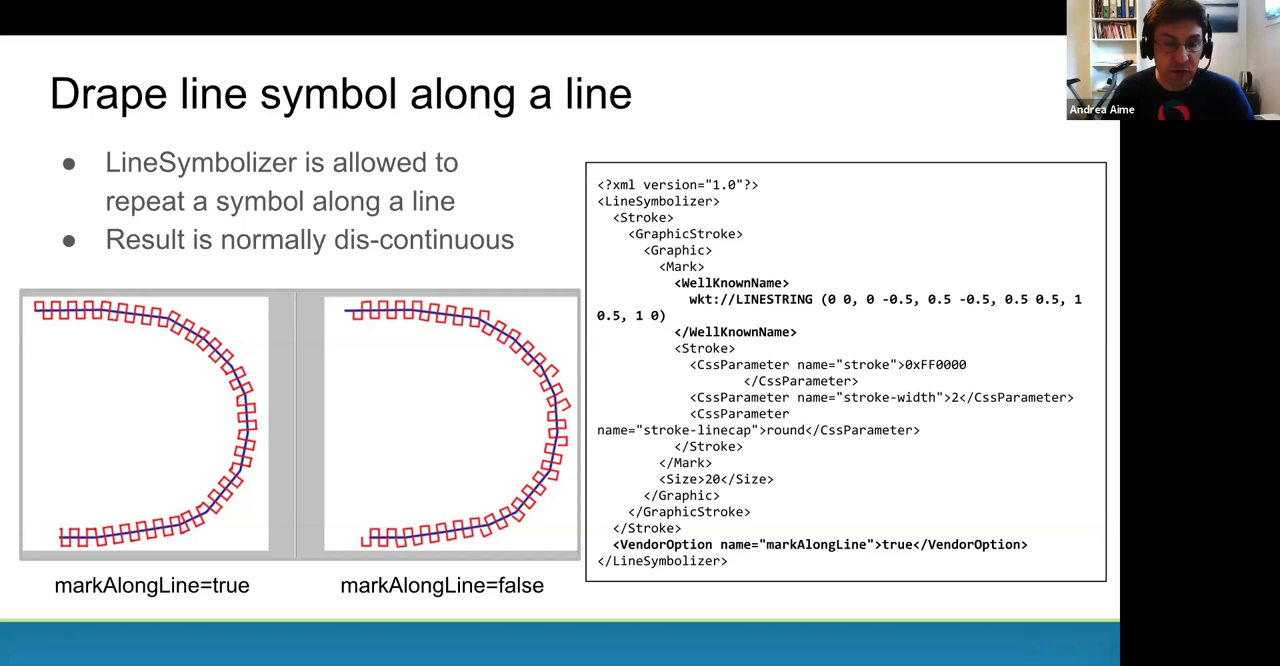 Drape line symbol along a line
● LineSymbolizer is allowed to
repeat a symbol along a line
● Result is normally dis-continuous
markAlongLine=true
markAlongLine=false
<?xml version="1.0"?>
<LineSymbolizer>
<Stroke>
<GraphicStroke>
<Graphic>
<Mark>
<WellKnownName>
wkt://LINESTRING (0 0, 0 -0.5, 0.5 -0.5, 0.5 0.5, 1
0.5, 1 0)
</WellKnownName>
<Stroke>
<CssParameter name="stroke">0xFF0000
</CssParameter>
<CssParameter name="stroke-width">2</CssParameter>
<CssParameter
name="stroke-linecap">round</CssParameter>
</Stroke>
</Mark>
<Size>20</Size>
</Graphic>
</GraphicStroke>
</Stroke>
<VendorOption name="markAlongLine">true</VendorOption>
</LineSymbolizer>
Andrea Aime